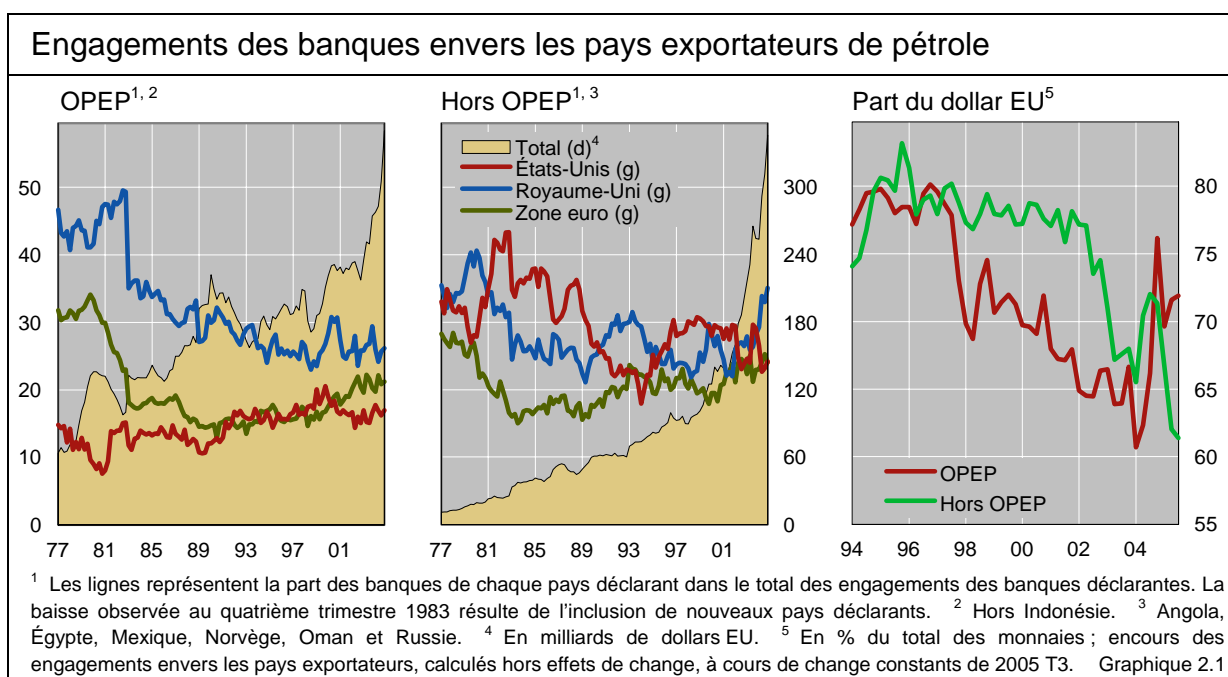 Engagements des banques envers les pays exportateurs de pétrole
OPEP1, 2
Hors OPEP1, 3
Part du dollar EU5
Total (d)4
États-Unis (g)
Royaume-Uni (g)
Zone euro (g)
50
40
30
20
10
0
300
240
180
120
60
0
80
75
70
65
60
55
OPEP
Hors OPEP
77 81 85 89 93 97 01
77 81 85 89 93 97 01
94 96 98 00 02 04
1 Les lignes représentent la part des banques de chaque pays déclarant dans le total des engagements des banques déclarantes. La
baisse observée au quatrième trimestre 1983 résulte de l'inclusion de nouveaux pays déclarants. 2 Hors Indonésie. 3 Angola,
Égypte, Mexique, Norvège, Oman et Russie. 4 En milliards de dollars EU. 5 En % du total des monnaies ; encours des
engagements envers les pays exportateurs, calculés hors effets de change, à cours de change constants de 2005 T3. Graphique 2.1